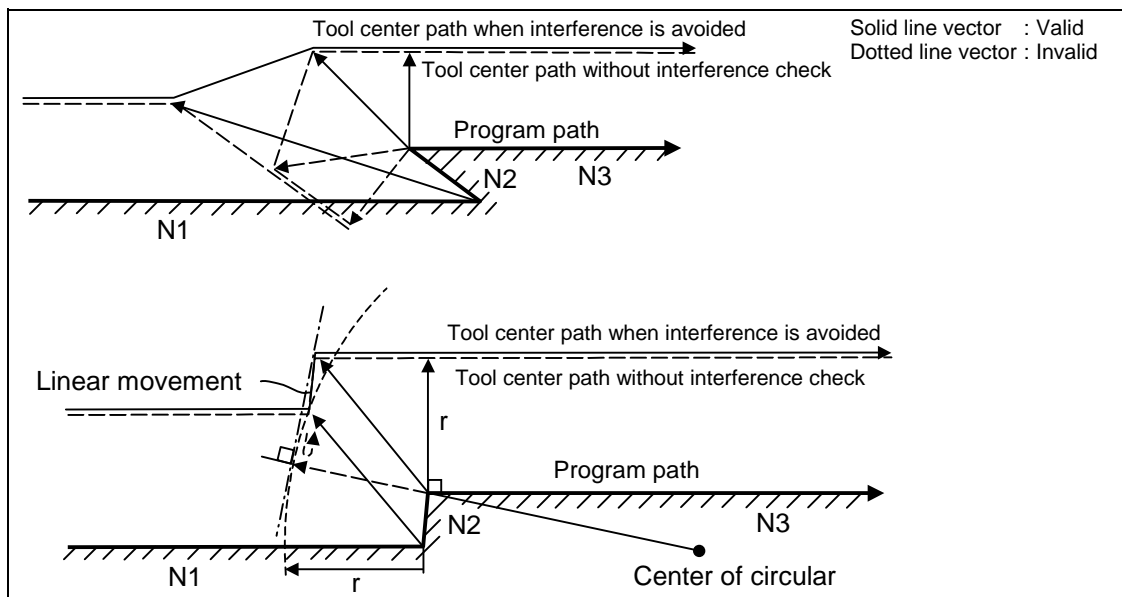 Tool center path when interference is avoided
Solid line vector : Valid
Dotted line vector : Invalid
Tool center path without interference check
Program path
N2
N3
N1
Tool center path when interference is avoided
Linear movement
Tool center path without interference check
r
Program path
N2
N3
N1
r
Center of circular